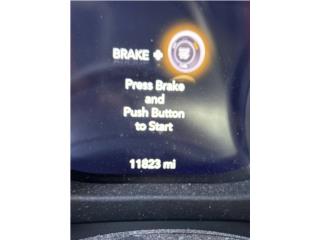 BRAKE +
Press Brake
and
Push Button
to Start
11823 mi